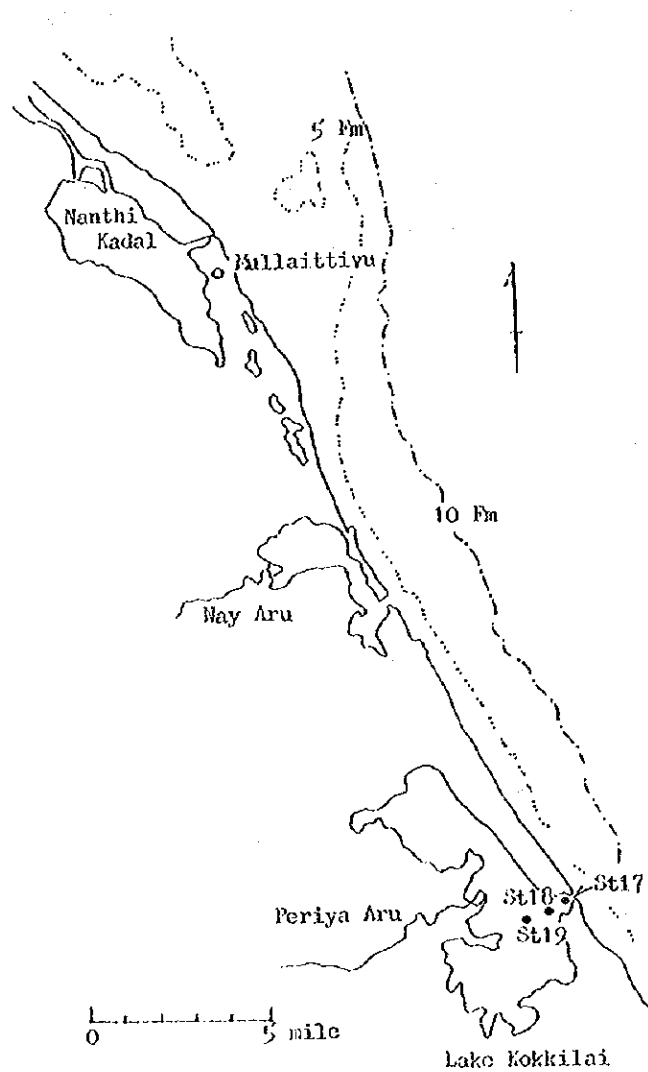 5 Fm
Nanthi
Kadal
Mullaittivu
10 Fm
Nay Aru
St17
St18
Periya Aru
St19
0 5 mile
Lake Kokkilai